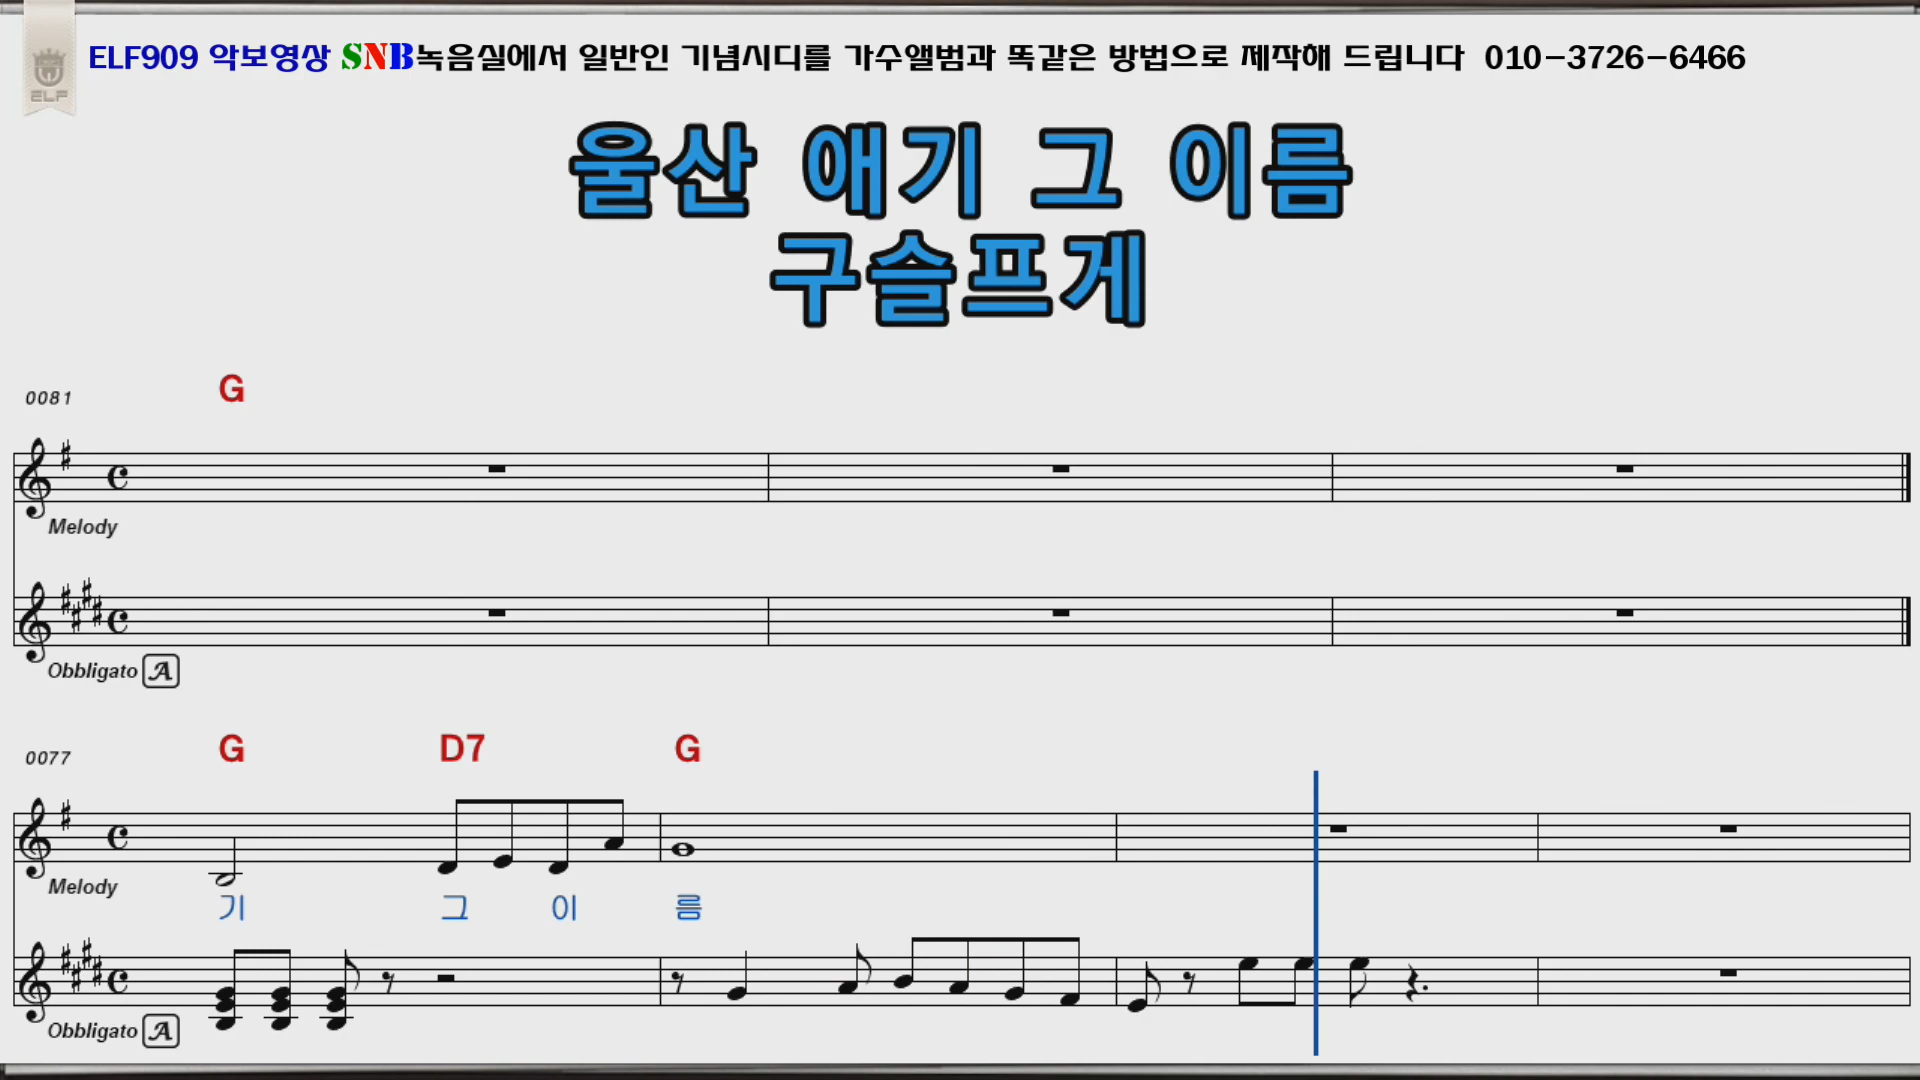 ELF909 악보영상 SNB녹음실에서 일반인 기념시디를 가수앨범과 똑같은 방법으로 제작해 드립니다 010-3726-6466
ELF
울산 애기 그 이름
구슬프게
0081 G
Melody
Obbligato A
0077 G D7 G
Melody
기 그 이 름
Obbligato A